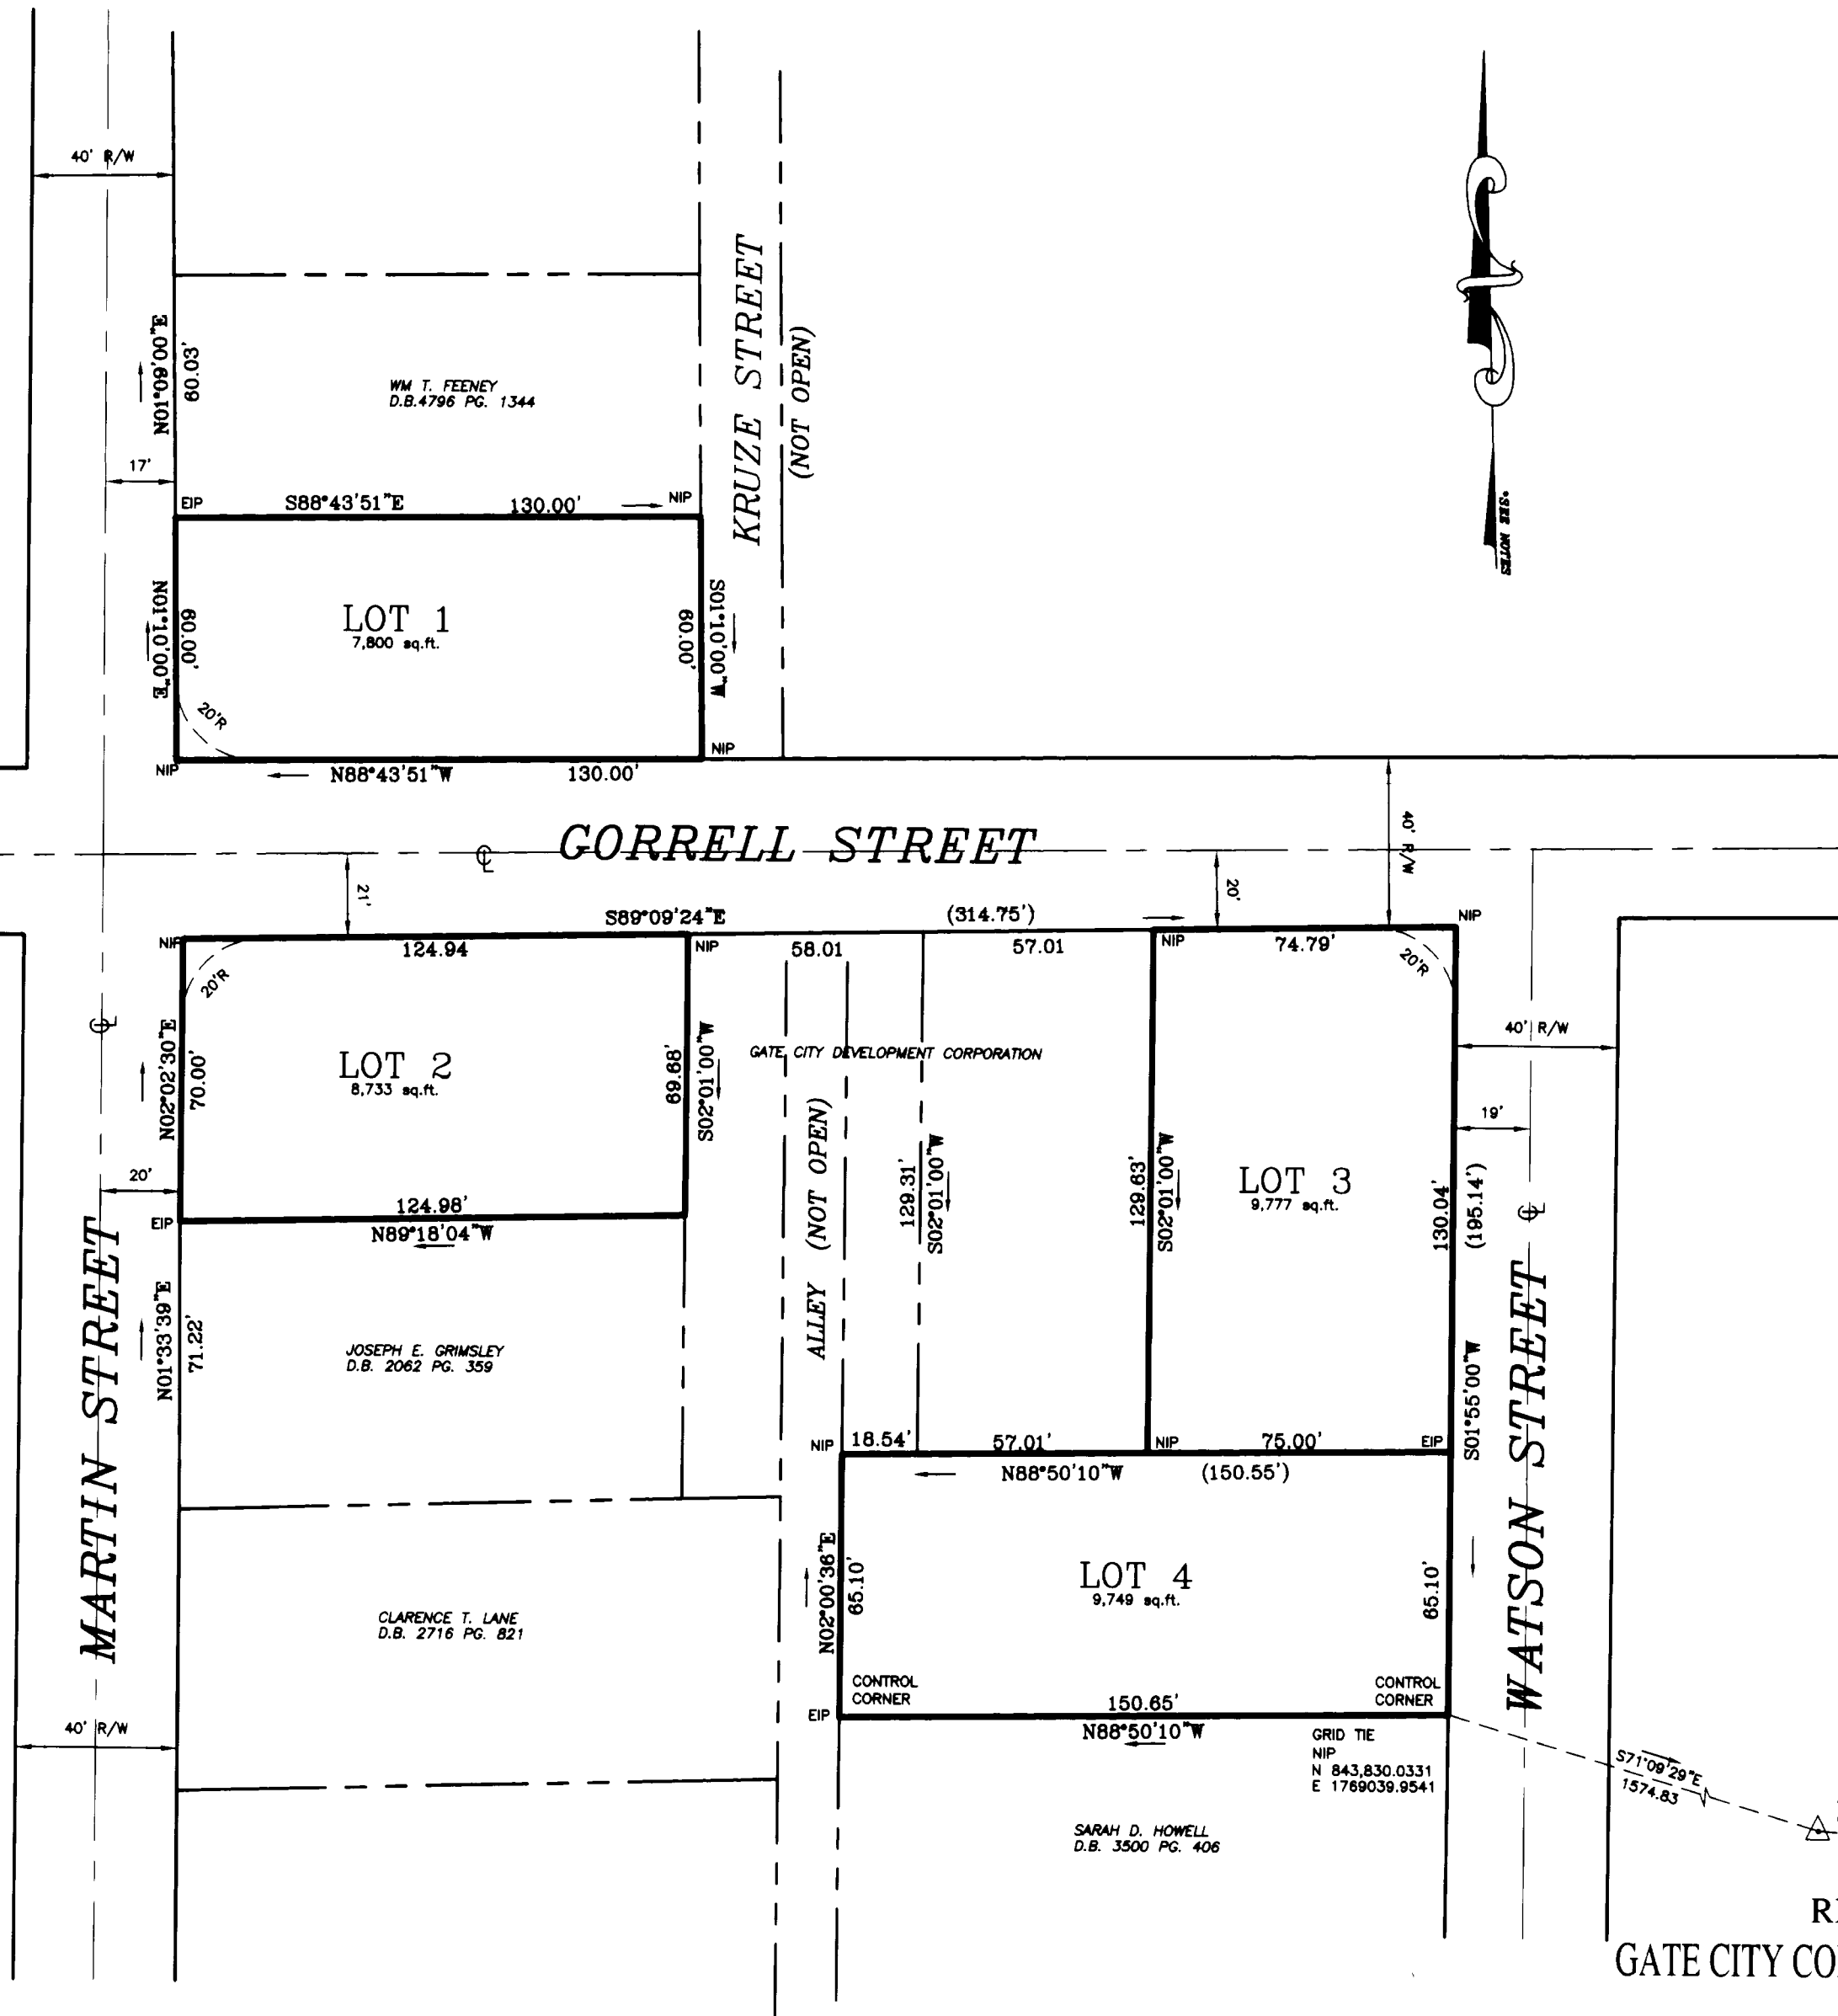 40' R/W
N01°09'00"E
60.03'
WM T. FEENEY
D.B.4796 PG. 1344
KRUZE STREET
(NOT OPEN)
*SEE NOTES
17'
EIP
S88°43'51"E
130.00'
NIP
N01°10'00"E
60.00'
LOT 1
7,800 sq.ft.
60.00'
S01°10'00"W
20'R
NIP
NIP
N88°43'51"W
130.00'
GORRELL STREET
40' R/W
21'
20'
S89°09'24"E
(314.75')
NIP
NIP
124.94
NIP
58.01
57.01
NIP
74.79'
20'R
20'R
N02°02'30"E
70.00'
LOT 2
8,733 sq.ft.
69.68'
S02°01'00"W
GATE CITY DEVELOPMENT CORPORATION
40' R/W
19'
20'
EIP
124.98'
N89°18'04"W
ALLEY (NOT OPEN)
129.31'
S02°01'00"W
129.63'
S02°01'00"W
LOT 3
9,777 sq.ft.
130.04'
(195.14')
MARTIN STREET
N01°33'39"E
71.22'
JOSEPH E. GRIMSLEY
D.B. 2062 PG. 359
S01°55'00"W
WATSON STREET
NIP
18.54'
57.01'
NIP
75.00'
EIP
N88°50'10"W
(150.55')
N02°00'36"E
65.10'
LOT 4
9,749 sq.ft.
65.10'
CLARENCE T. LANE
D.B. 2716 PG. 821
CONTROL
CORNER
CONTROL
CORNER
EIP
150.65'
N88°50'10"W
40' R/W
GRID TIE
NIP
N 843,830.0331
E 1769039.9541
S71°09'29"E
1574.83
SARAH D. HOWELL
D.B. 3500 PG. 406
GATE CITY CO